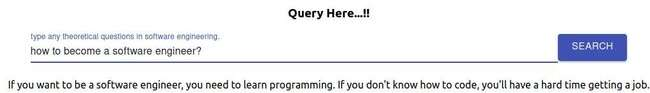 Query Here...!!
type any theoretical questions in software engineering.
how to become a software engineer?
SEARCH
If you want to be a software engineer, you need to learn programming. If you don't know how to code, you'll have a hard time getting a job.